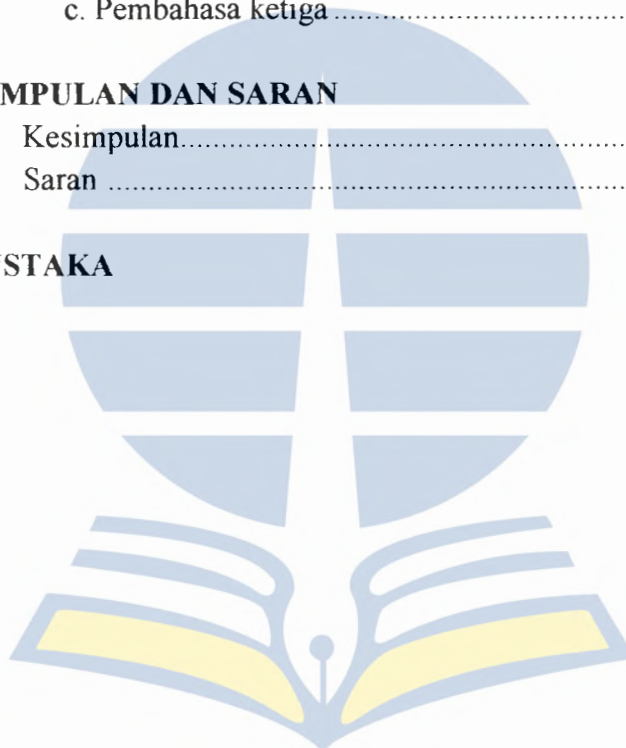 c. Pembahasa ketiga ......................................
MPULAN DAN SARAN
Kesimpulan..........................................................
Saran ...................................................................
STAKA